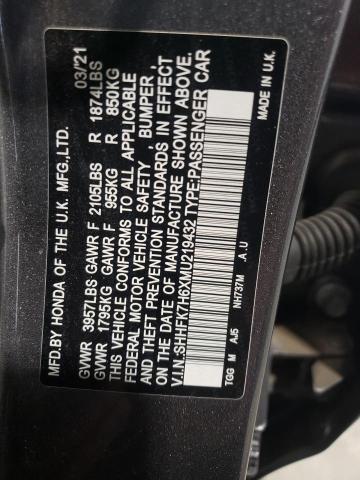 MFD.BY HONDA OF THE U.K. MFG.,LTD. 03/21
GVWR 3957LBS GAWR F 2105LBS R 1874LBS
GVWR 1795KG GAWR F 955KG R 850KG
THIS VEHICLE CONFORMS TO ALL APPLICABLE
FEDERAL MOTOR VEHICLE SAFETY , BUMPER ,
AND THEFT PREVENTION STANDARDS IN EFFECT
ON THE DATE OF MANUFACTURE SHOWN ABOVE.
V.I.N.:SHHFK7H6XMU219432 TYPE:PASSENGER CAR
TGG M AJ5 NH737M .A.U MADE IN U.K.